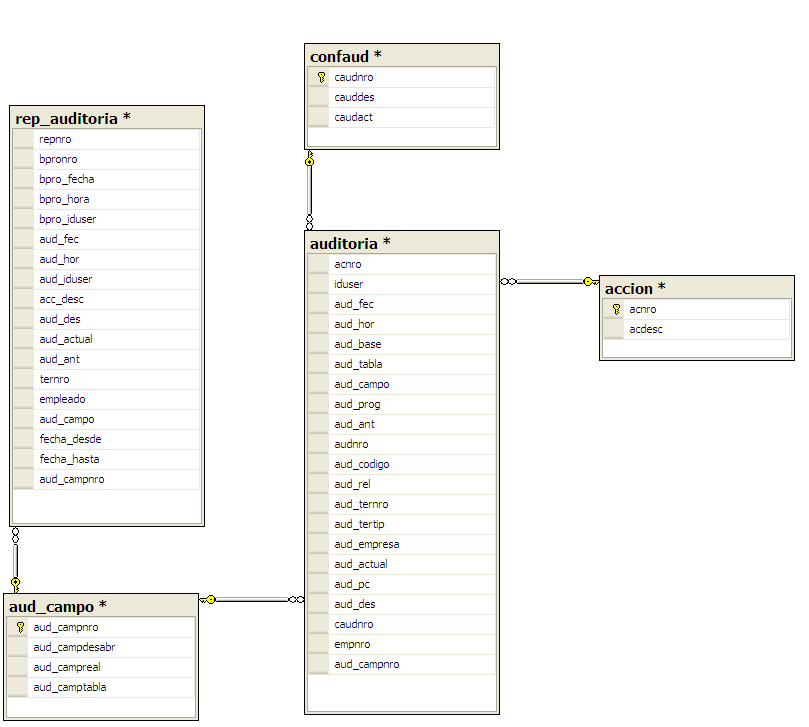 confaud *
caudnro
cauddes
caudact
rep_auditoria *
repnro
bpronro
bpro_fecha
bpro_hora
bpro_iduser
aud_fec
aud_hor
aud_iduser
acc_desc
aud_des
aud_actual
aud_ant
ternro
empleado
aud_campo
fecha_desde
fecha_hasta
aud_campnro
auditoria *
acnro
iduser
aud_fec
aud_hor
aud_base
aud_tabla
aud_campo
aud_prog
aud_ant
audnro
aud_codigo
aud_rel
aud_ternro
aud_tertip
aud_empresa
aud_actual
aud_pc
aud_des
caudnro
empnro
aud_campnro
accion *
acnro
acdesc
aud_campo *
aud_campnro
aud_campdesabr
aud_campreal
aud_camptabla